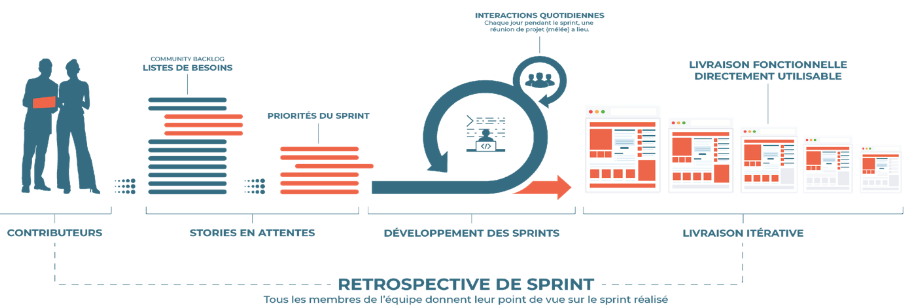 INTERACTIONS QUOTIDIENNES
Chaque jour pendant le sprint, une
réunion de projet (mêlée) a lieu.
COMMUNITY BACKLOG
LISTES DE BESOINS
PRIORITÉS DU SPRINT
LIVRAISON FONCTIONNELLE
DIRECTEMENT UTILISABLE
CONTRIBUTEURS
STORIES EN ATTENTES
DÉVELOPPEMENT DES SPRINTS
LIVRAISON ITÉRATIVE
RETROSPECTIVE DE SPRINT
Tous les membres de l'équipe donnent leur point de vue sur le sprint réalisé